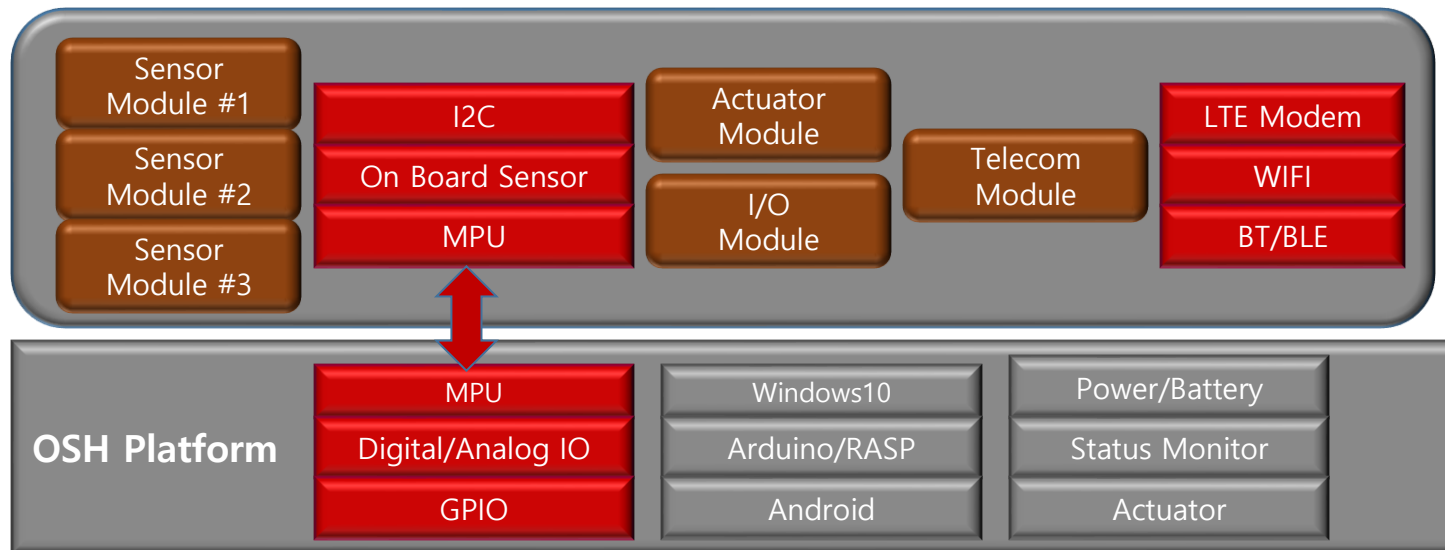 Sensor
Module #1
Sensor
Module #2
Sensor
Module #3
I2C
On Board Sensor
MPU
Actuator
Module
I/O
Module
Telecom
Module
LTE Modem
WIFI
BT/BLE
OSH Platform
MPU
Digital/Analog IO
GPIO
Windows10
Arduino/RASP
Android
Power/Battery
Status Monitor
Actuator